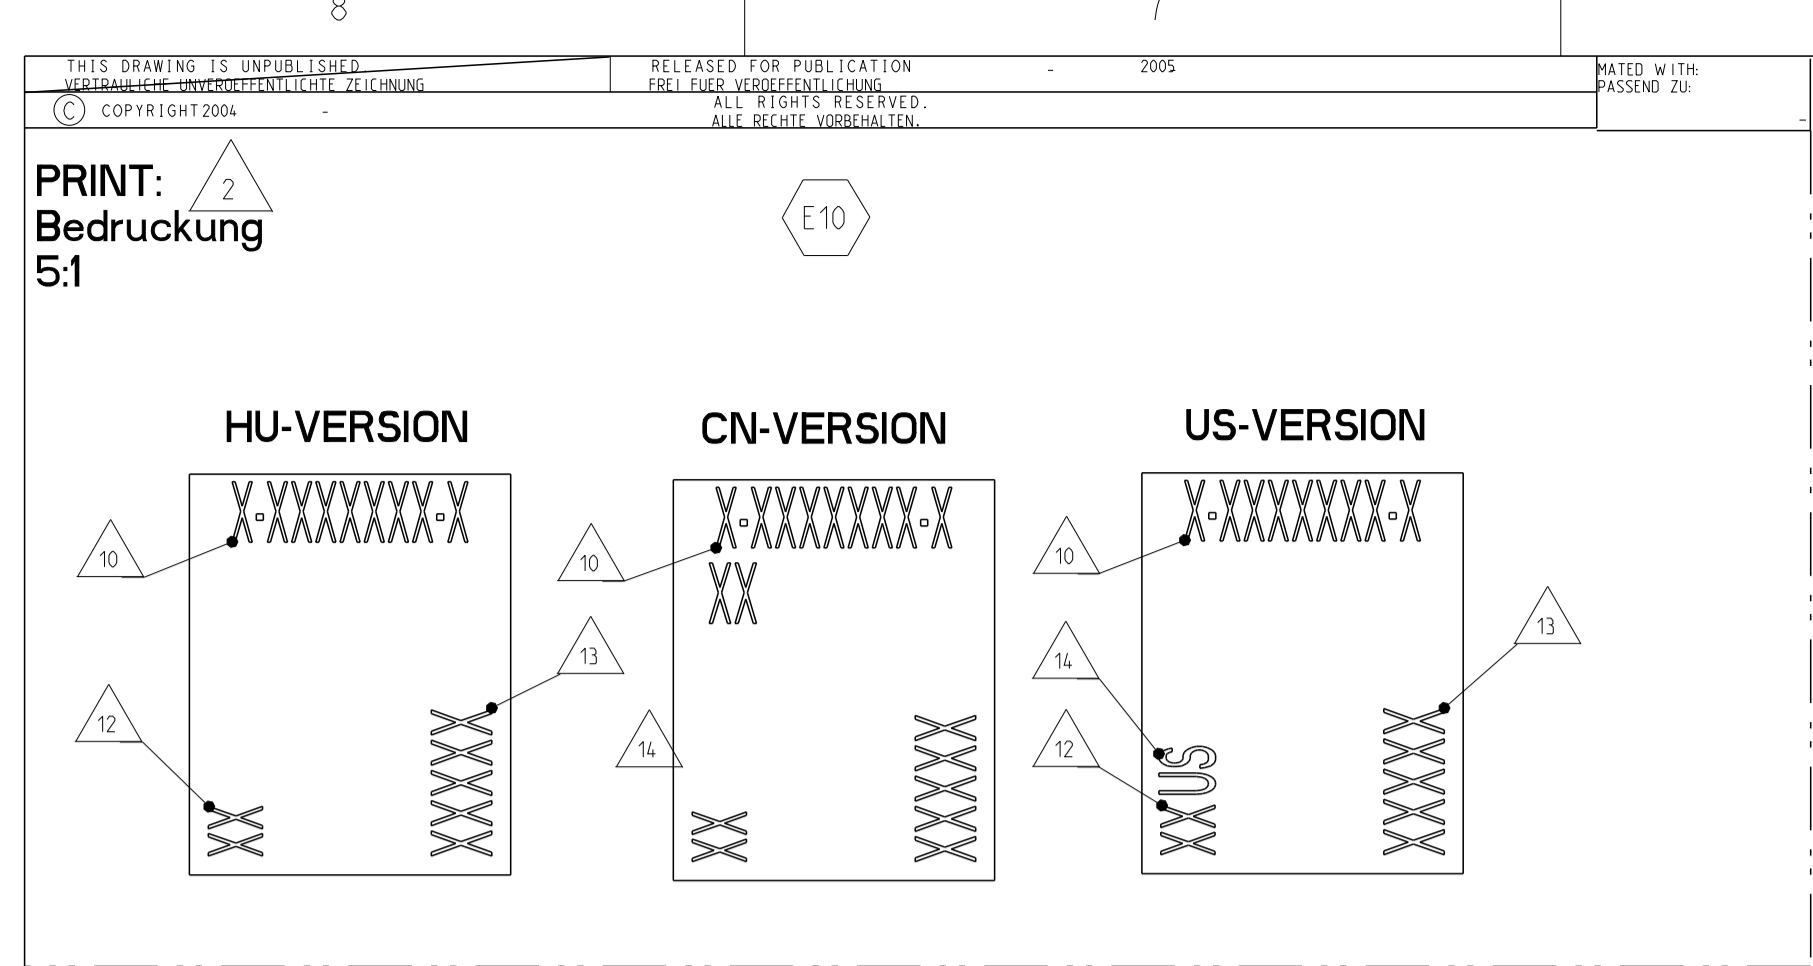 8 7
THIS DRAWING IS UNPUBLISHED
VERTRAULICHE UNVEROEFFENTLICHTE ZEICHNUNG
RELEASED FOR PUBLICATION - 2005
FREI FUER VEROEFFENTLICHUNG
MATED WITH:
PASSEND ZU:
-
© COPYRIGHT 2004 -
ALL RIGHTS RESERVED.
ALLE RECHTE VORBEHALTEN.
PRINT:
2
Bedruckung
5:1
E10
HU-VERSION
X-XXXXXXX-X
10
12
XX
13
XXXXX
CN-VERSION
X-XXXXXXX-X
10
XX
14
XX
XXXXX
US-VERSION
X-XXXXXXX-X
10
14
US
12
XX
13
XXXXX